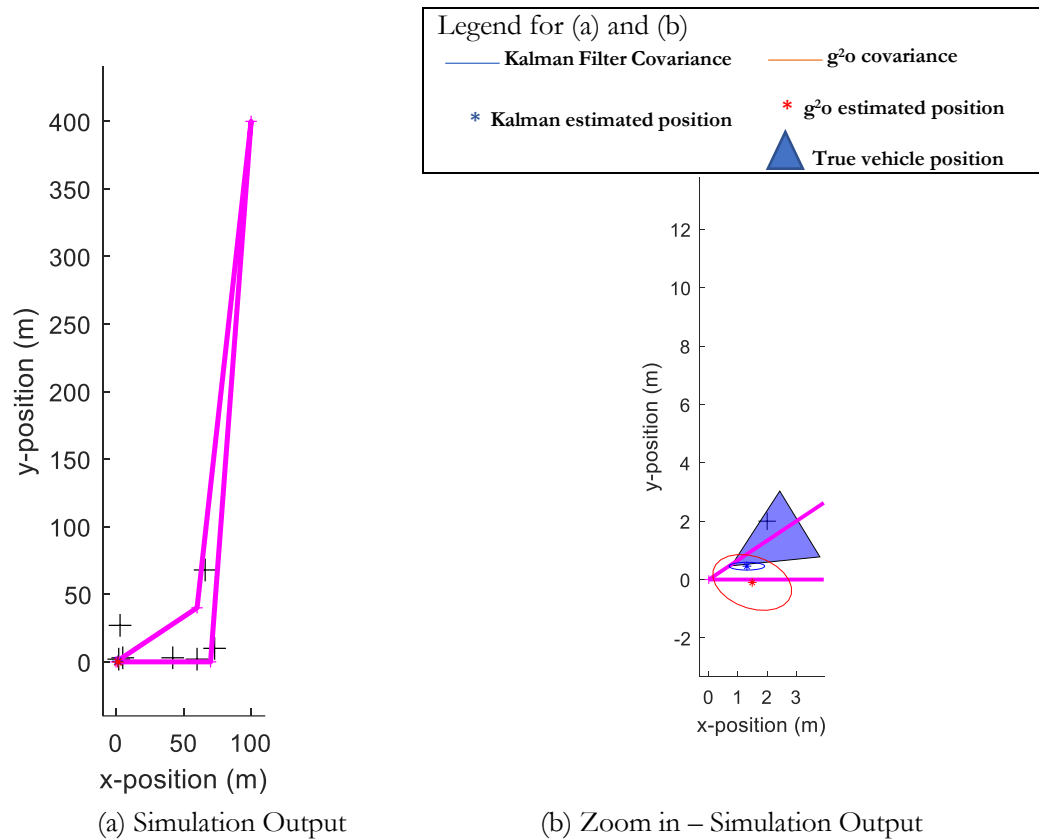 Legend for (a) and (b)
Kalman Filter Covariance
g²o covariance
* Kalman estimated position
* g²o estimated position
True vehicle position
400
350
300
250
200
150
100
50
0
y-position (m)
0 50 100
x-position (m)
(a) Simulation Output
12
10
8
6
4
2
0
-2
y-position (m)
0 1 2 3
x-position (m)
(b) Zoom in – Simulation Output